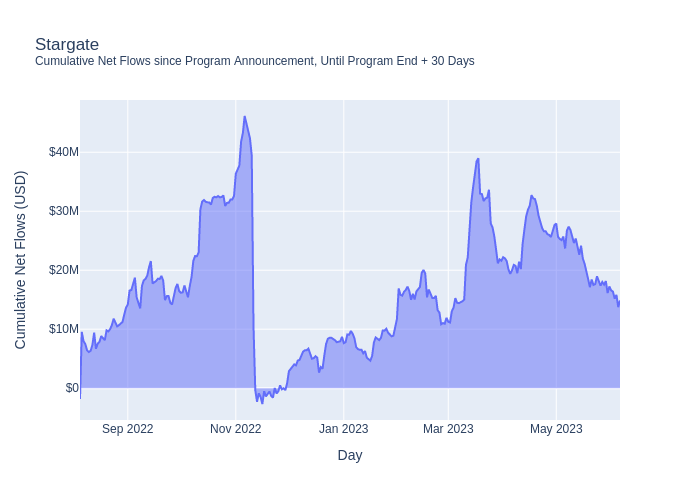 Stargate
Cumulative Net Flows since Program Announcement, Until Program End + 30 Days
Cumulative Net Flows (USD)
$40M
$30M
$20M
$10M
$0
Sep 2022
Nov 2022
Jan 2023
Mar 2023
May 2023
Day